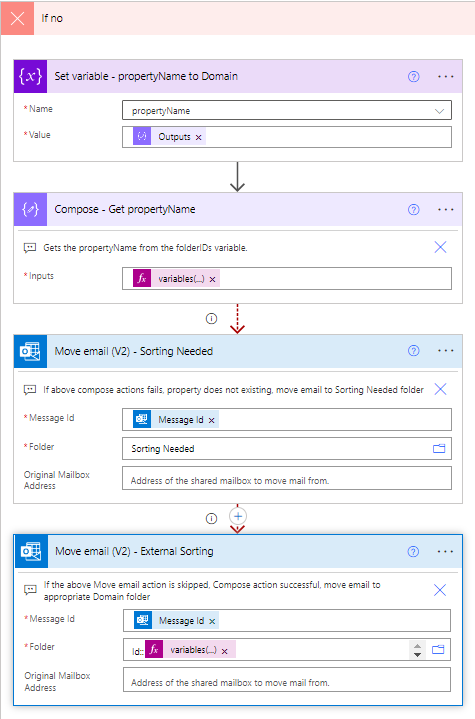 If no
{x} Set variable - propertyName to Domain ? ...
* Name propertyName
* Value Outputs ×
Compose - Get propertyName ? ...
Gets the propertyName from the folderIDs variable.
* Inputs fx variables(...) ×
Move email (V2) - Sorting Needed ? ...
If above compose actions fails, property does not existing, move email to Sorting Needed folder
* Message Id Message Id ×
* Folder Sorting Needed
Original Mailbox
Address
Address of the shared mailbox to move mail from.
Move email (V2) - External Sorting ? ...
If the above Move email action is skipped, Compose action successful, move email to
appropriate Domain folder
* Message Id Message Id ×
* Folder Id:: fx variables(...) ×
Original Mailbox
Address
Address of the shared mailbox to move mail from.